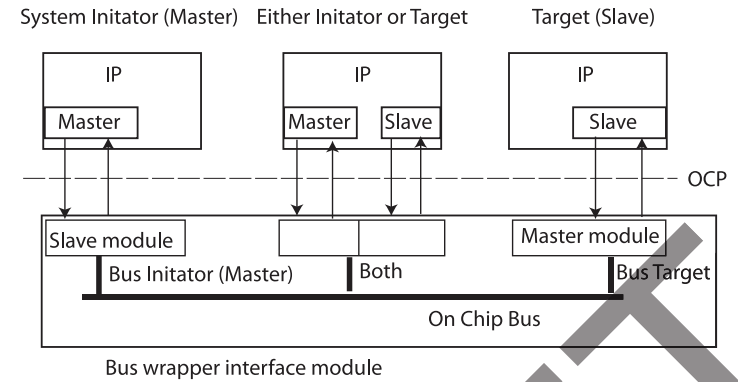 System Initator (Master) Either Initator or Target Target (Slave)
IP IP IP
Master Master Slave Slave
OCP
Slave module Master module
Bus Initator (Master) Both Bus Target
On Chip Bus
Bus wrapper interface module